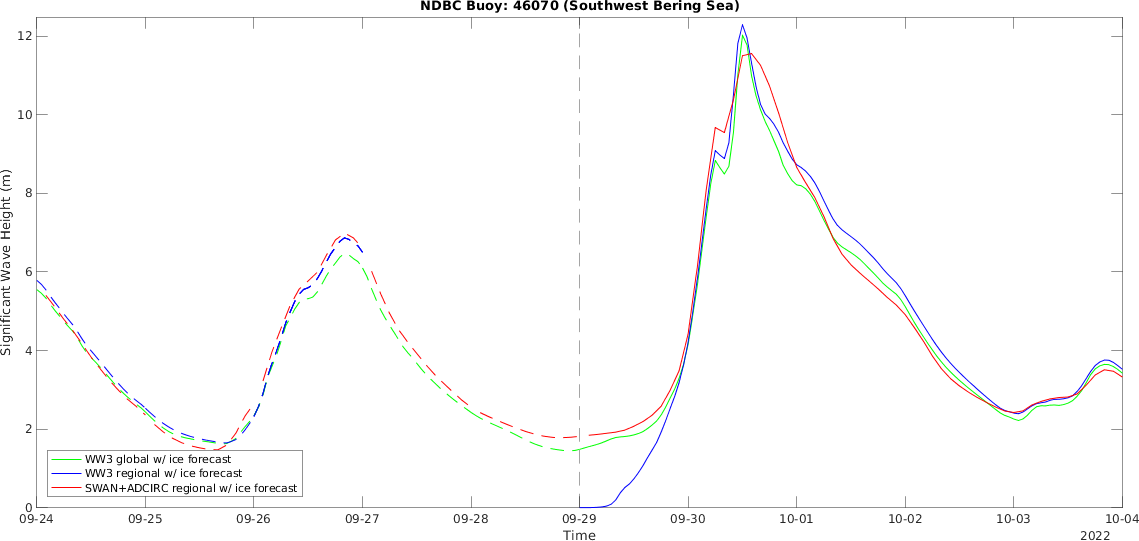 NDBC Buoy: 46070 (Southwest Bering Sea)
Significant Wave Height (m)
12
10
8
6
4
2
0
WW3 global w/ ice forecast
WW3 regional w/ ice forecast
SWAN+ADCIRC regional w/ ice forecast
09-24 09-25 09-26 09-27 09-28 09-29 09-30 10-01 10-02 10-03 10-04
Time
2022